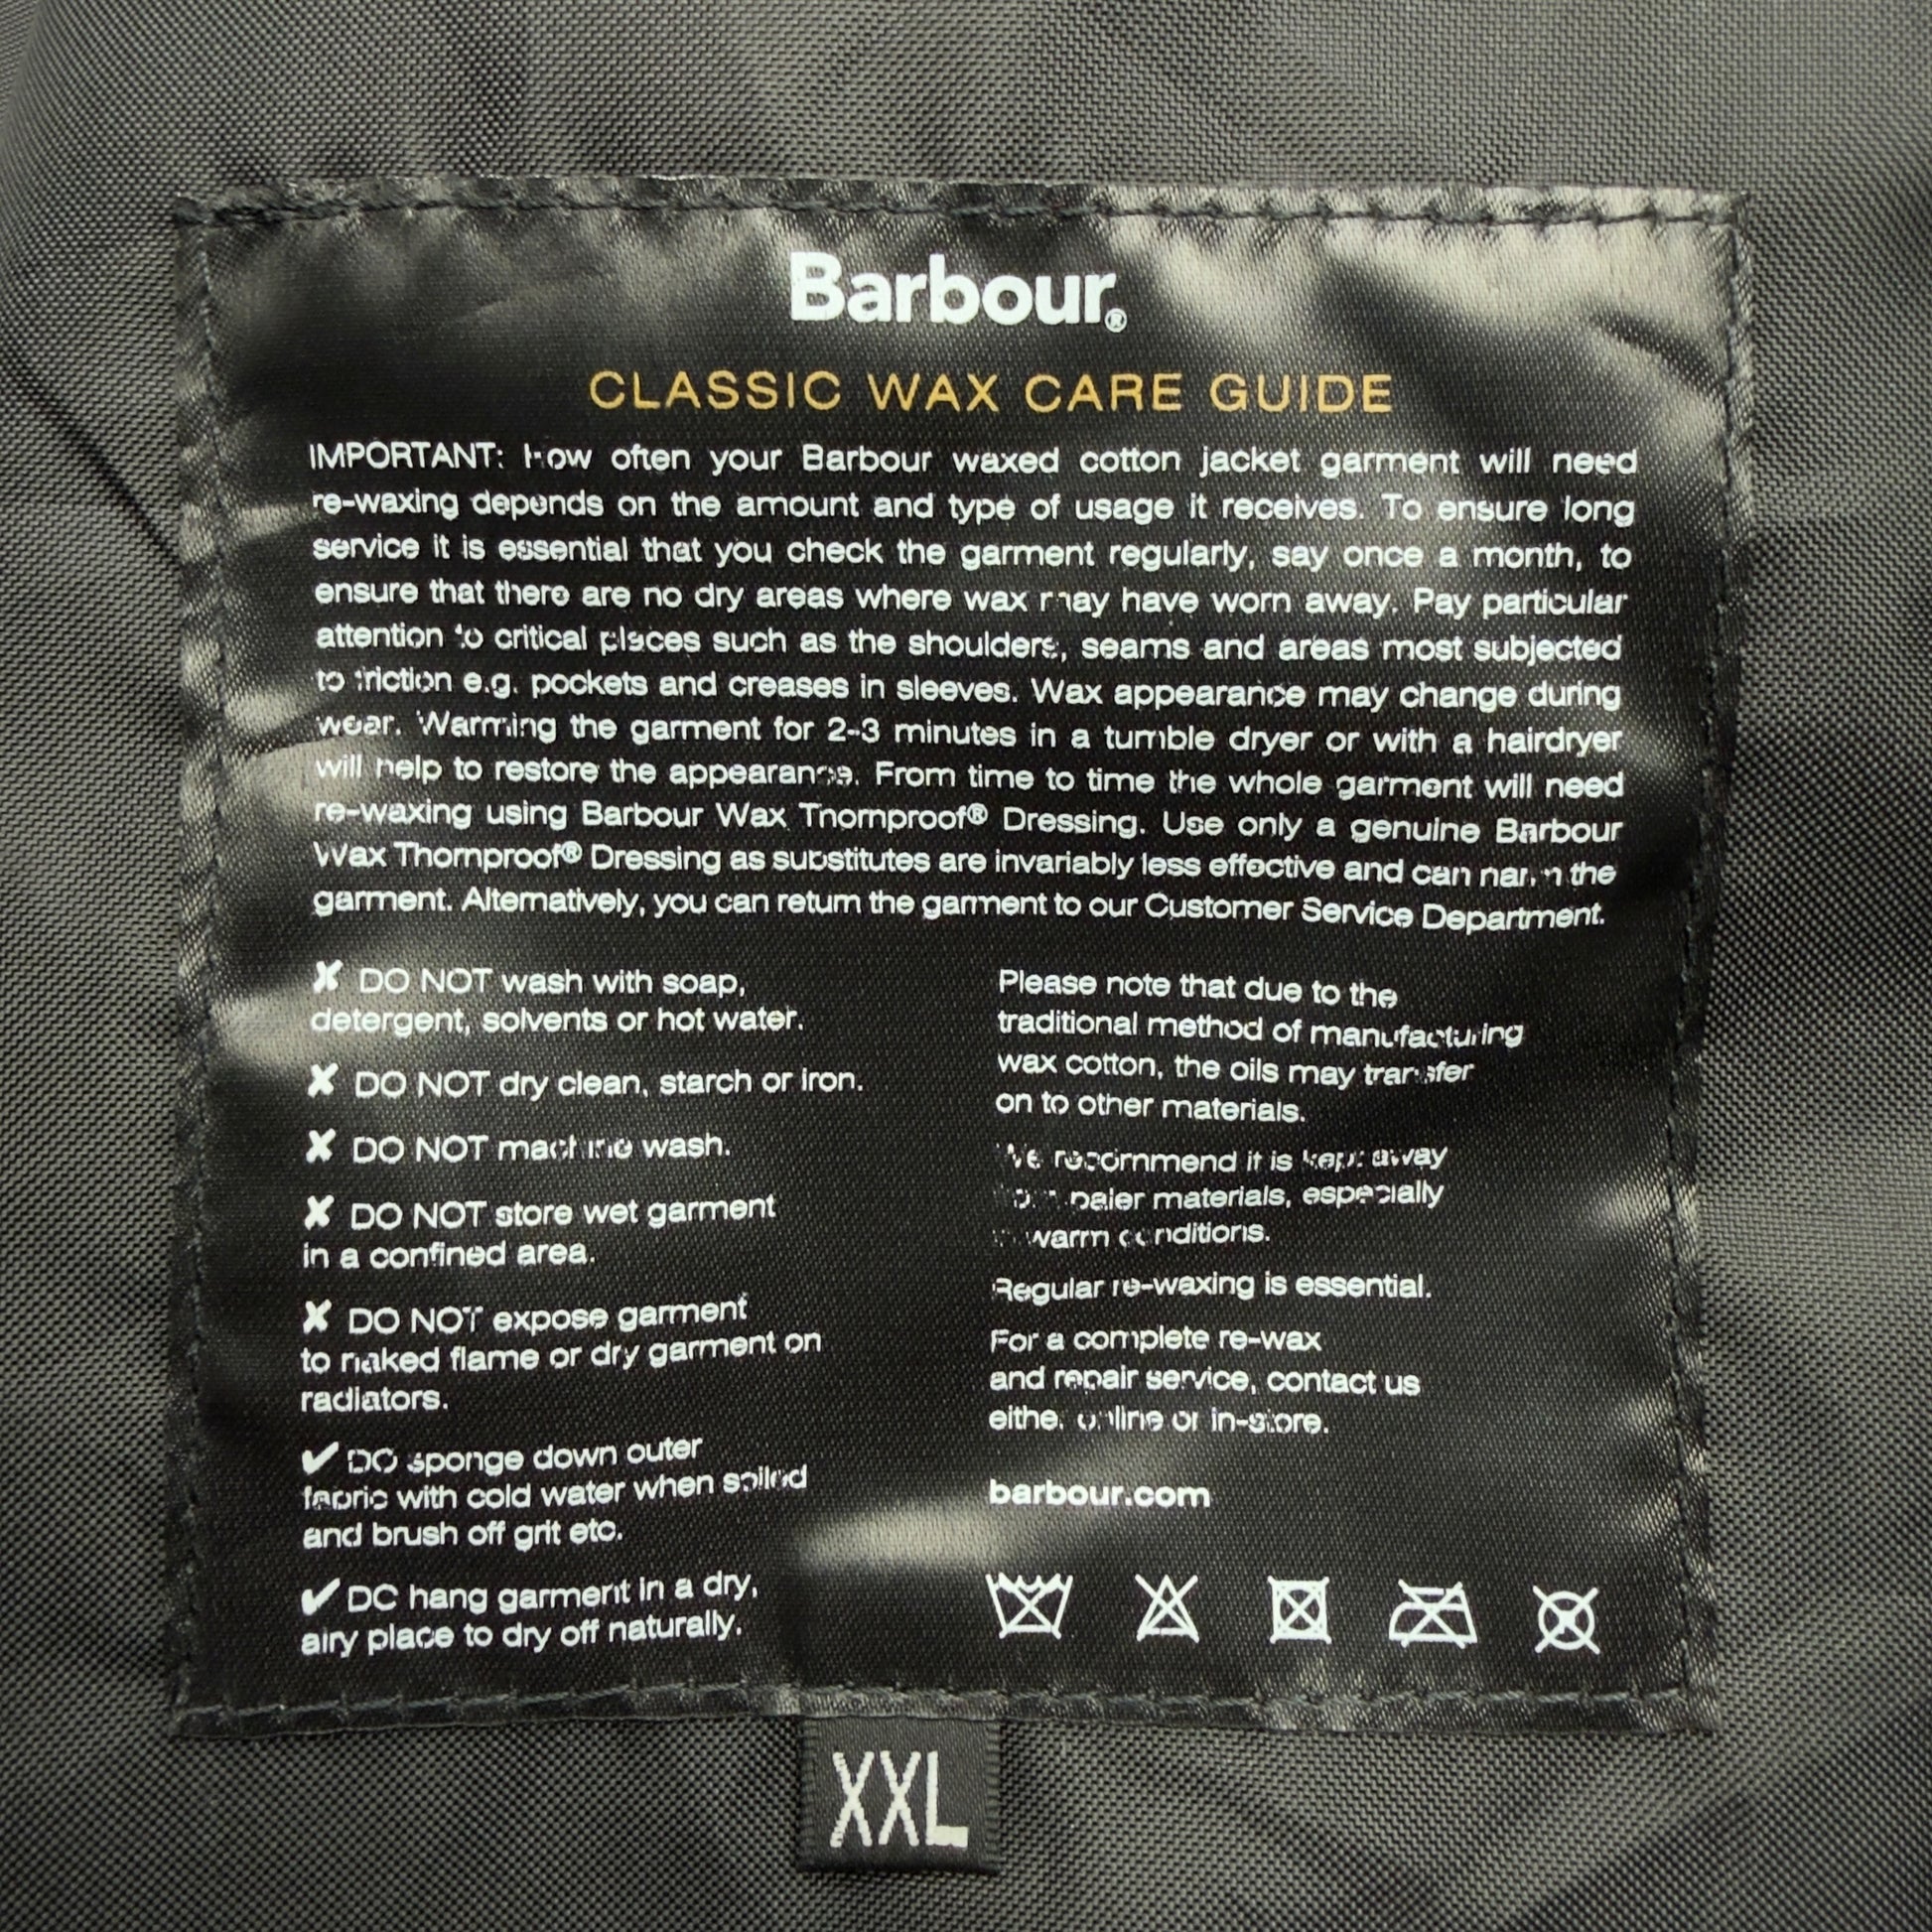 Barbour®
CLASSIC WAX CARE GUIDE
IMPORTANT: How often your Barbour waxed cotton jacket garment will need
re-waxing depends on the amount and type of usage it receives. To ensure long
service it is essential that you check the garment regularly, say once a month, to
ensure that there are no dry areas where wax may have worn away. Pay particular
attention to critical places such as the shoulders, seams and areas most subjected
to friction e.g. pockets and creases in sleeves. Wax appearance may change during
wear. Warming the garment for 2-3 minutes in a tumble dryer or with a hairdryer
will help to restore the appearance. From time to time the whole garment will need
re-waxing using Barbour Wax Thornproof® Dressing. Use only a genuine Barbour
Wax Thornproof® Dressing as substitutes are invariably less effective and can harm the
garment. Alternatively, you can return the garment to our Customer Service Department.
✘ DO NOT wash with soap,
detergent, solvents or hot water.
✘ DO NOT dry clean, starch or iron.
✘ DO NOT machine wash.
✘ DO NOT store wet garment
in a confined area.
✘ DO NOT expose garment
to naked flame or dry garment on
radiators.
✔ DO sponge down outer
fabric with cold water when soiled
and brush off grit etc.
✔ DO hang garment in a dry,
airy place to dry off naturally.
Please note that due to the
traditional method of manufacturing
wax cotton, the oils may transfer
on to other materials.
We recommend it is kept away
from paler materials, especially
in warm conditions.
Regular re-waxing is essential.
For a complete re-wax
and repair service, contact us
either online or in-store.
barbour.com
XXL